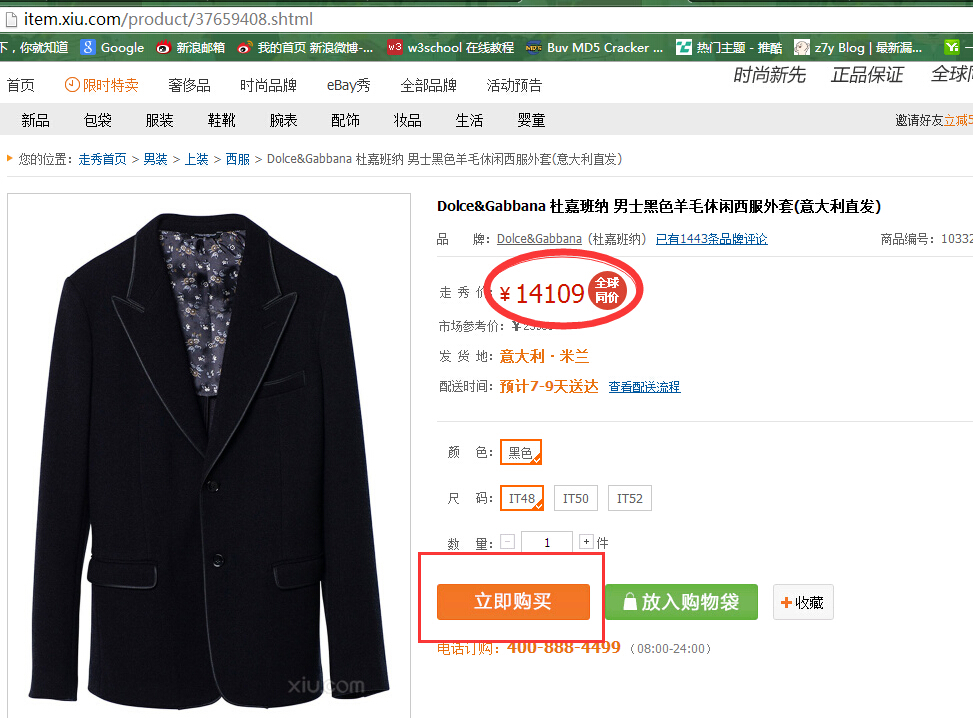 item.xiu.com/product/37659408.shtml
下，你就知道 Google 新浪邮箱 我的首页 新浪微博-... w3 w3school 在线教程 MD5 Buv MD5 Cracker ... 热门主题 - 推酷 z7y Blog | 最新漏...
时尚新先 正品保证 全球同
首页 限时特卖 奢侈品 时尚品牌 eBay秀 全部品牌 活动预告
新品 包袋 服装 鞋靴 腕表 配饰 妆品 生活 婴童 邀请好友立减5
您的位置： 走秀首页 > 男装 > 上装 > 西服 > Dolce&Gabbana 杜嘉班纳 男士黑色羊毛休闲西服外套(意大利直发)
Dolce&Gabbana 杜嘉班纳 男士黑色羊毛休闲西服外套(意大利直发)
品 牌：Dolce&Gabbana（杜嘉班纳） 已有1443条品牌评论 商品编号：10332
走 秀 价 ¥14109 全球同价
市场参考价：¥
发 货 地：意大利 - 米兰
配送时间：预计7-9天送达 查看配送流程
颜 色：黑色
尺 码：IT48 IT50 IT52
数 量：- 1 + 件
立即购买 放入购物袋 +收藏
电话订购：400-888-4499（08:00-24:00）
xiu.com